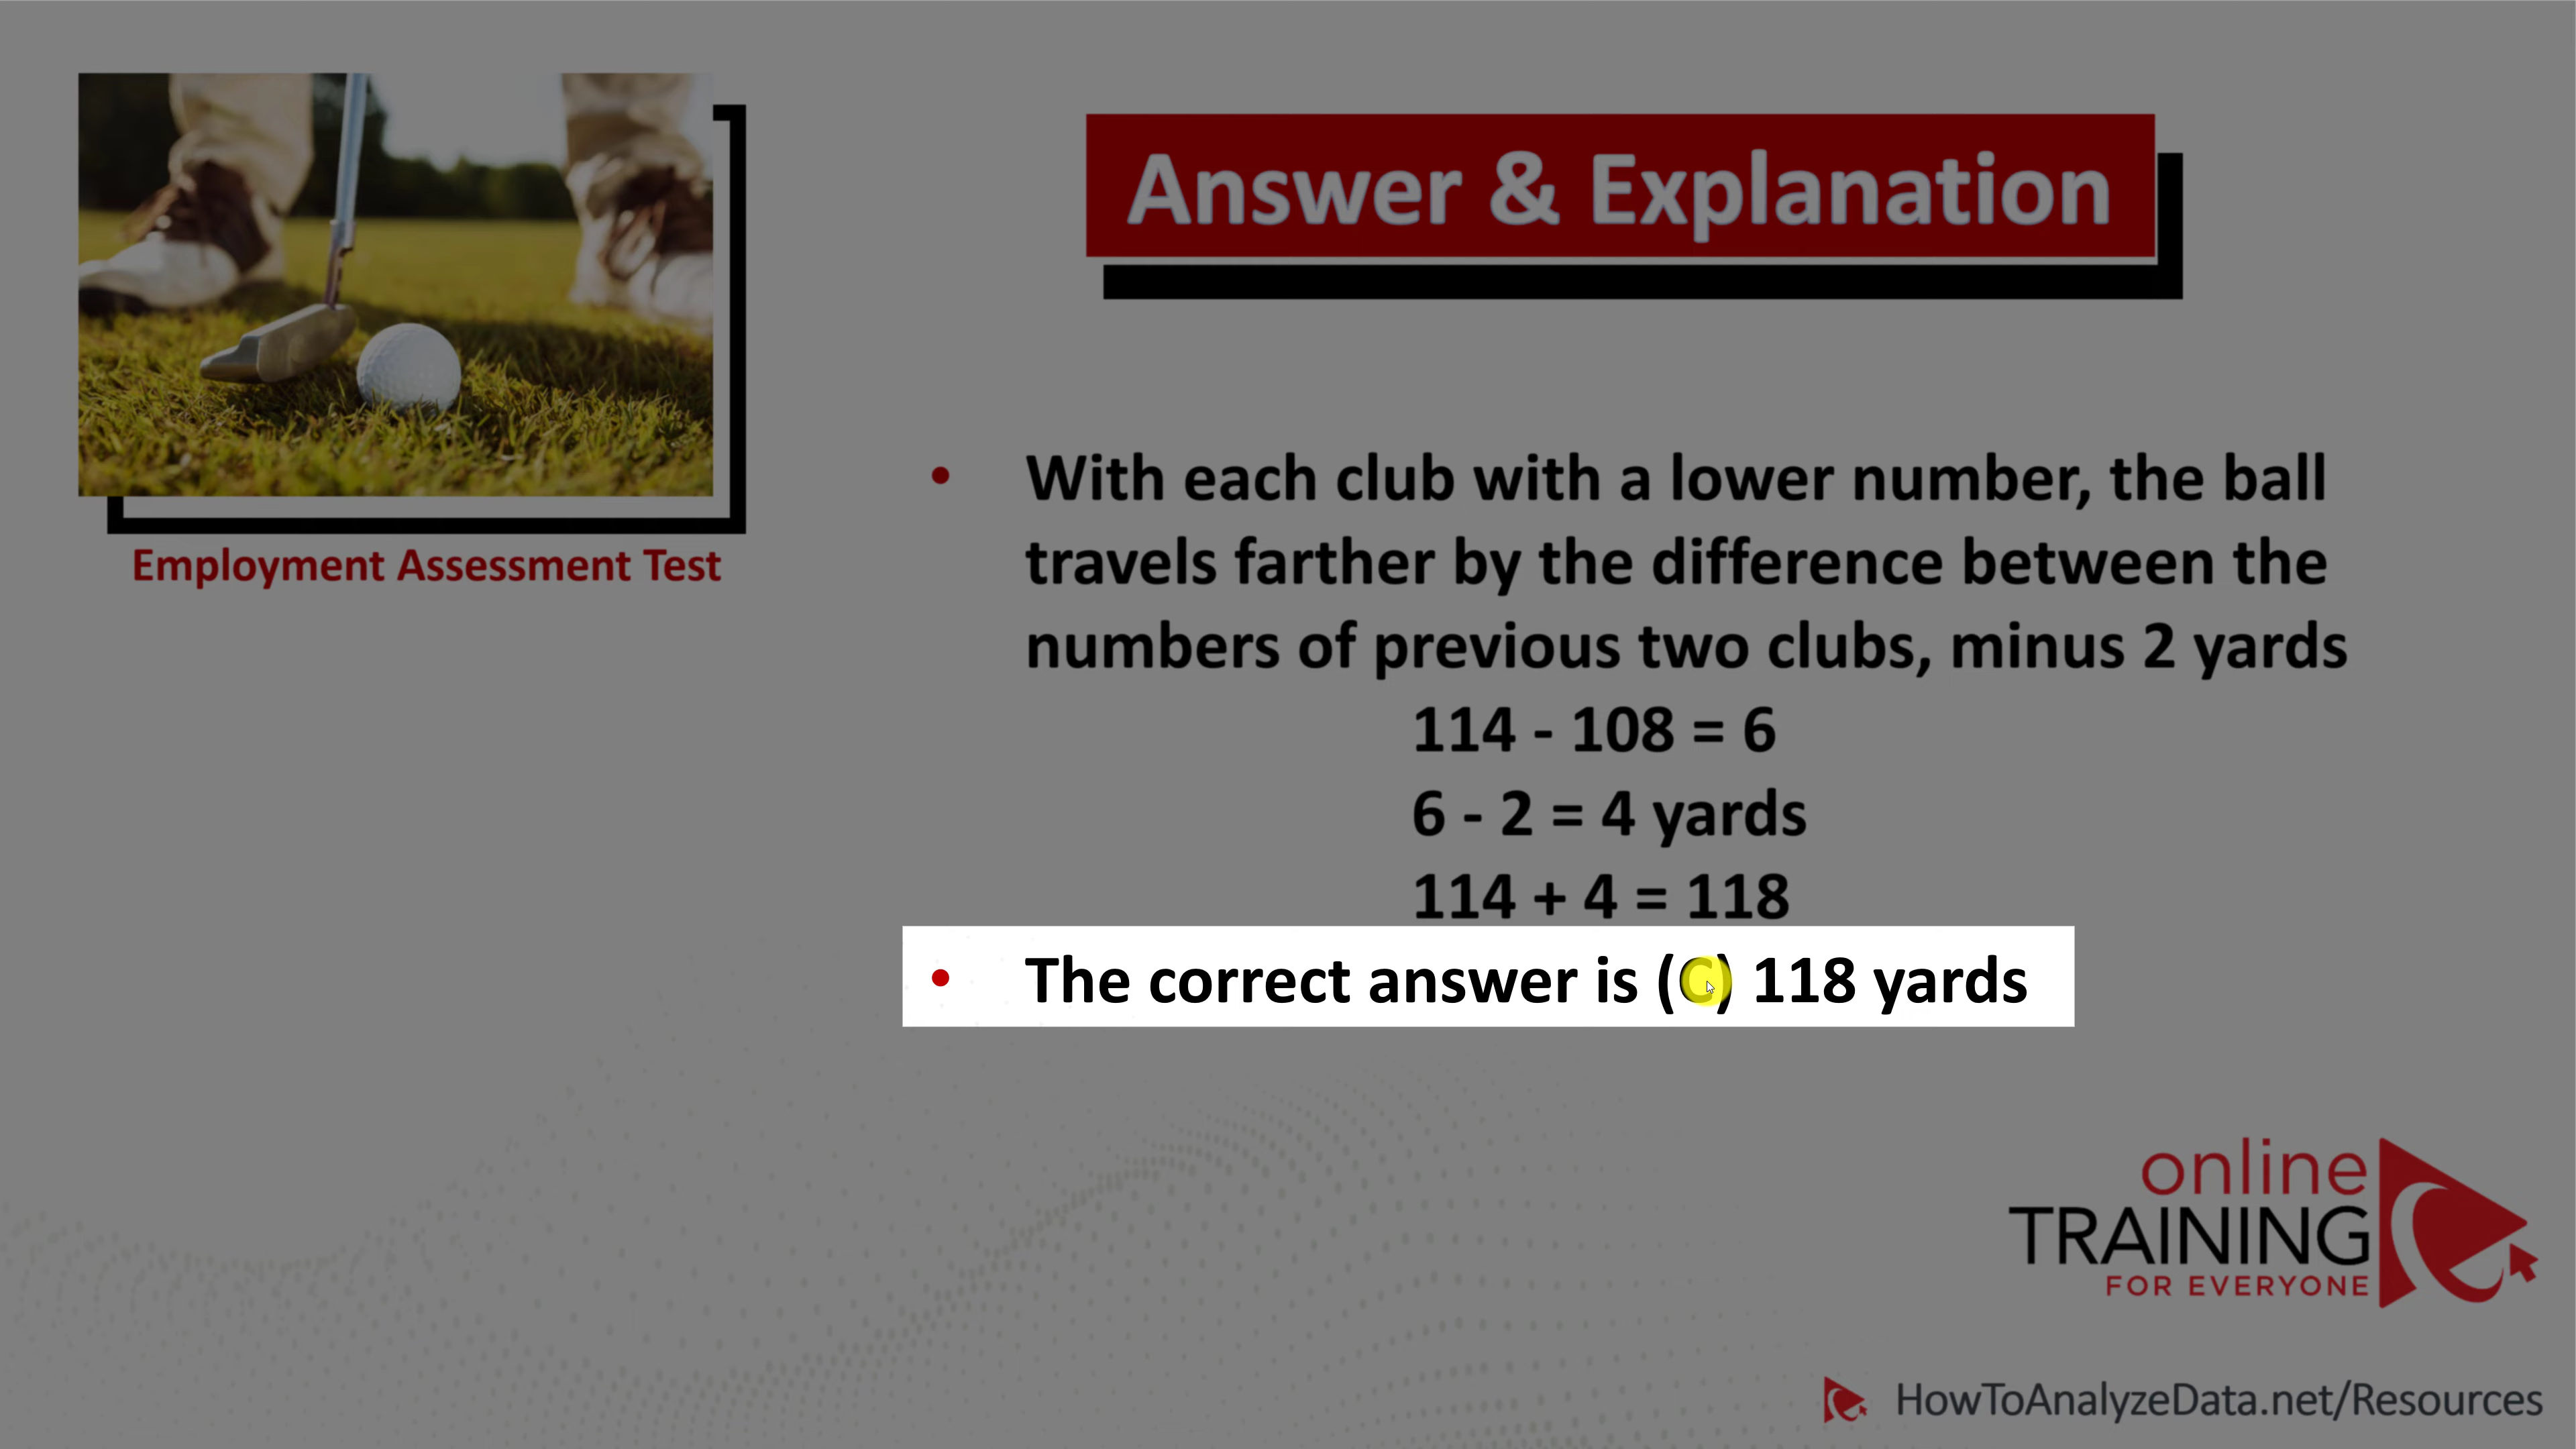 Answer & Explanation
Employment Assessment Test
• With each club with a lower number, the ball
travels farther by the difference between the
numbers of previous two clubs, minus 2 yards
114 - 108 = 6
6 - 2 = 4 yards
114 + 4 = 118
• The correct answer is (C) 118 yards
online
TRAINING
FOR EVERYONE
HowToAnalyzeData.net/Resources